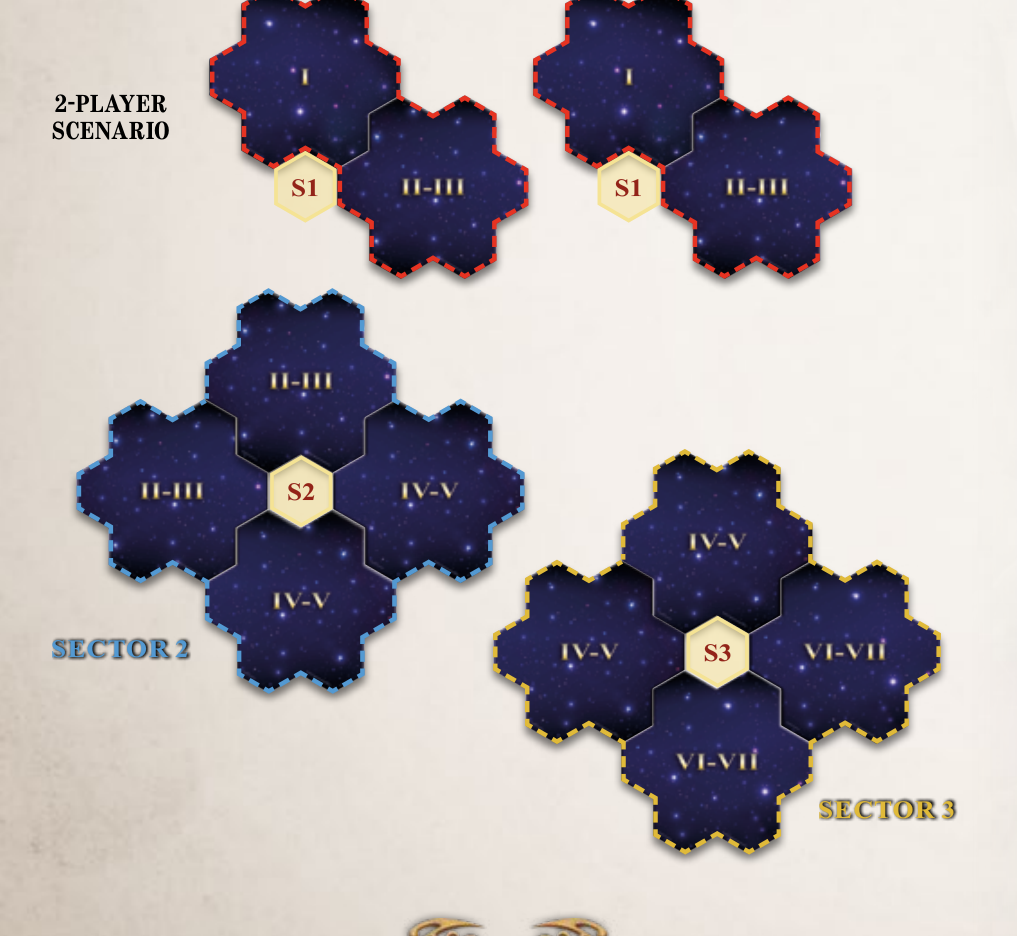 I
I
2-PLAYER
SCENARIO
S1
II-III
S1
II-III
II-III
II-III
S2
IV-V
IV-V
SECTOR 2
IV-V
IV-V
S3
VI-VII
VI-VII
SECTOR 3